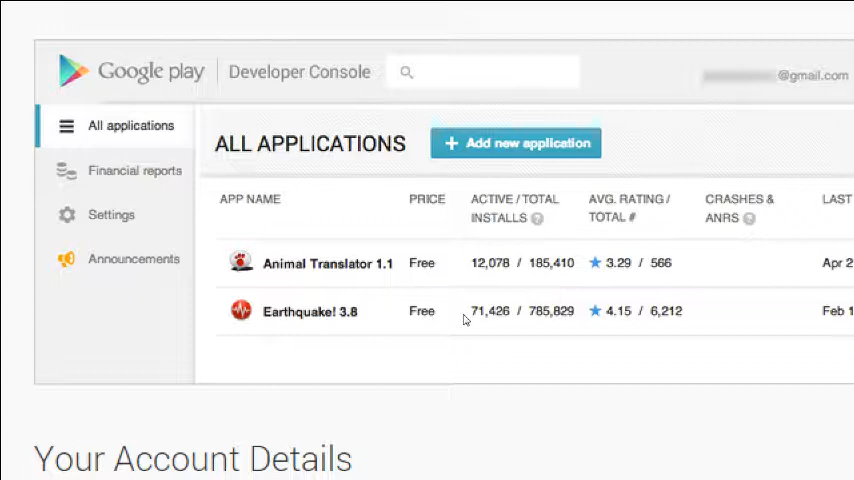 Google play Developer Console
@gmail.com
All applications
Financial reports
Settings
Announcements
ALL APPLICATIONS
+ Add new application
APP NAME PRICE ACTIVE / TOTAL INSTALLS ? AVG. RATING / TOTAL # CRASHES & ANRS ? LAST
Animal Translator 1.1 Free 12,078 / 185,410 ★ 3.29 / 566 Apr 2
Earthquake! 3.8 Free 71,426 / 785,829 ★ 4.15 / 6,212 Feb 1
Your Account Details